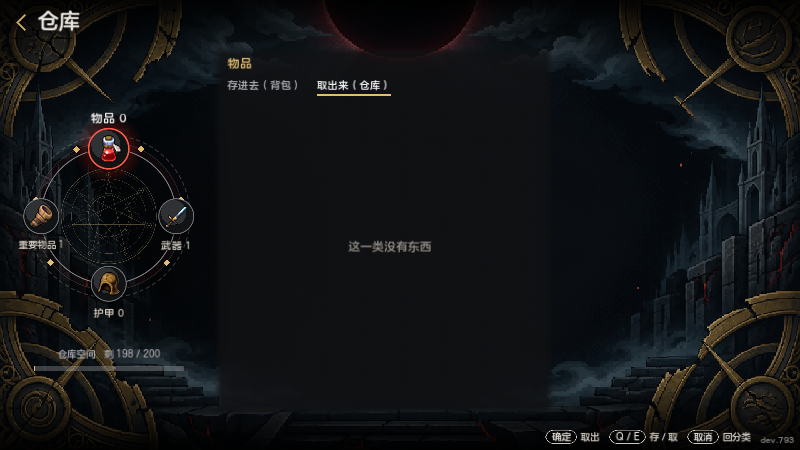 仓库
物品
存进去（背包） 取出来（仓库）
物品 0
重要物品 1
武器 1
这一类没有东西
护甲 0
仓库空间 剩 198 / 200
确定 取出 Q / E 存 / 取 取消 回分类
dev.793